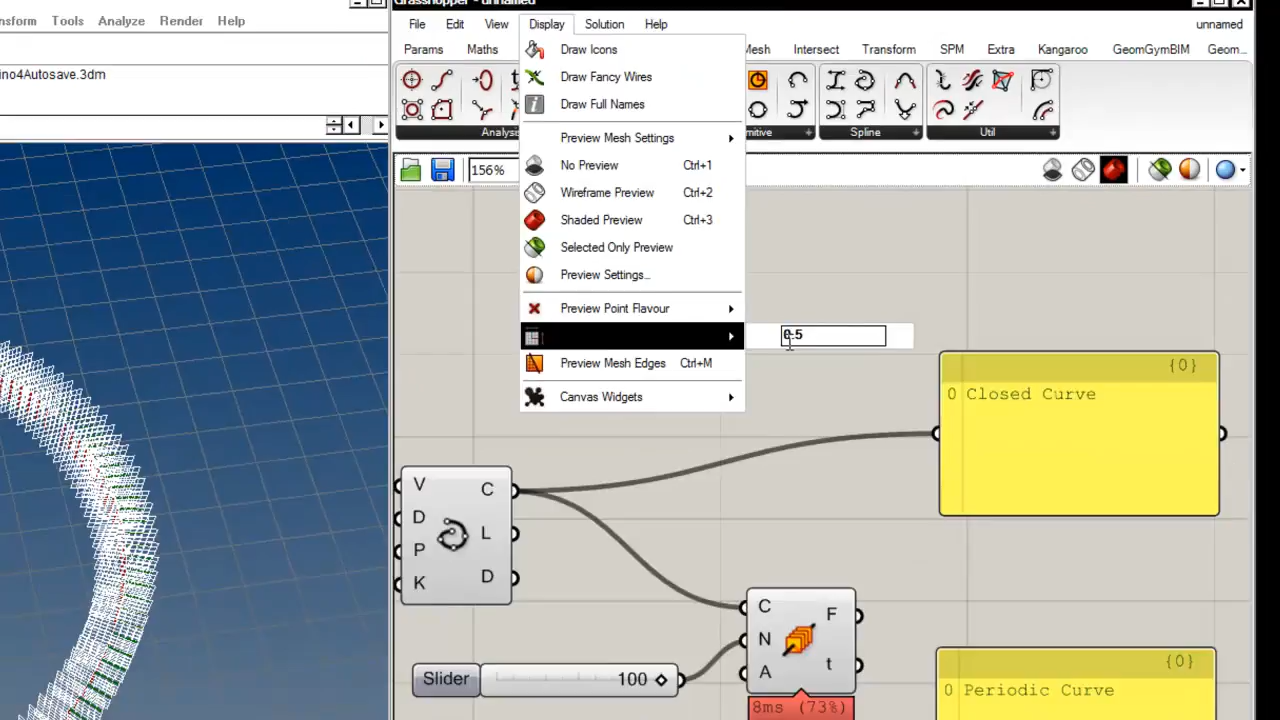 Grasshopper - unnamed
nsform Tools Analyze Render Help
File Edit View Display Solution Help unnamed
Params Maths Mesh Intersect Transform SPM Extra Kangaroo GeomGymBIM Geom...
ino4Autosave.3dm
Analysis Spline Util
156%
Draw Icons
Draw Fancy Wires
Draw Full Names
Preview Mesh Settings
No Preview Ctrl+1
Wireframe Preview Ctrl+2
Shaded Preview Ctrl+3
Selected Only Preview
Preview Settings...
Preview Point Flavour
0.5
Preview Mesh Edges Ctrl+M
Canvas Widgets
{0}
0 Closed Curve
V C
D L
P
K D
C F
N
A t
Slider 100
8ms (73%)
{0}
0 Periodic Curve